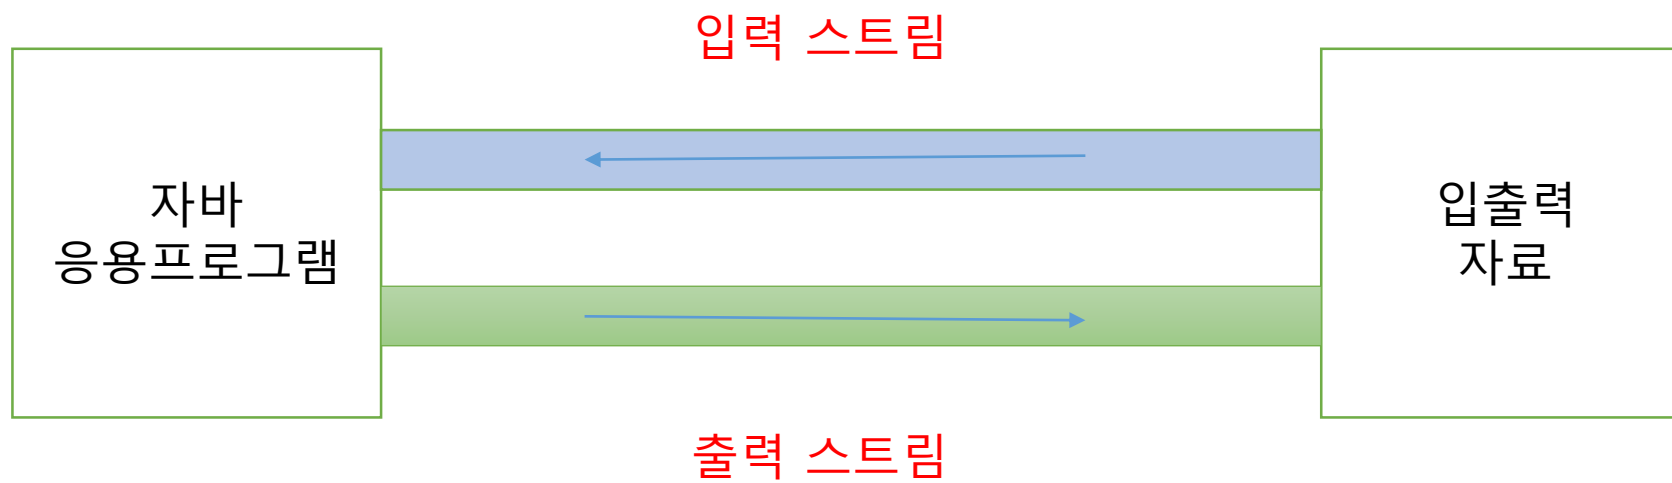 입력 스트림
자바
응용프로그램
입출력
자료
출력 스트림